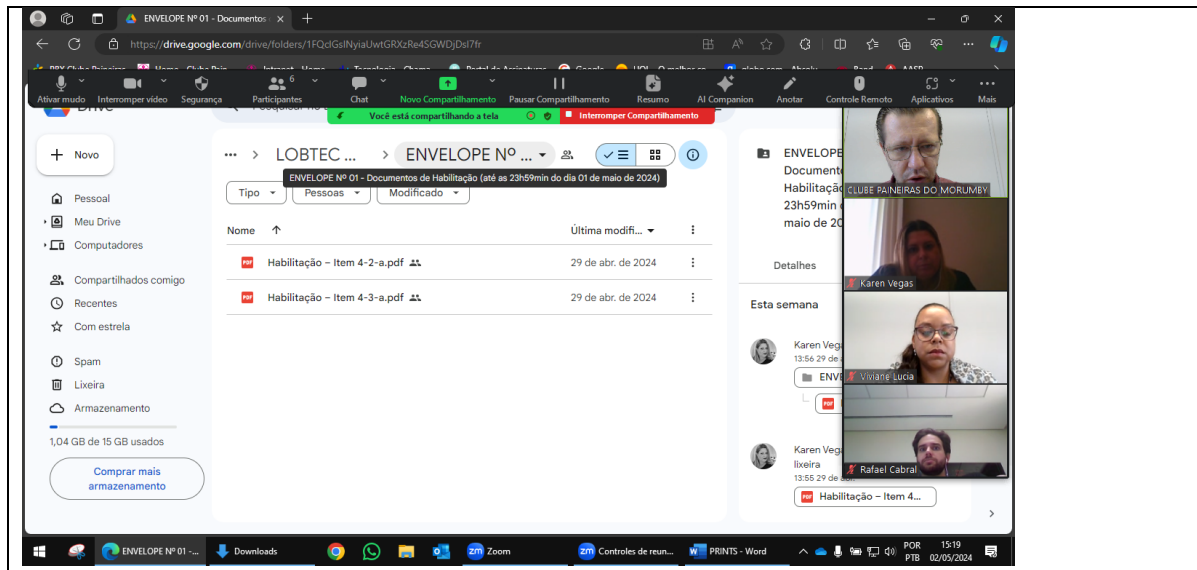 ENVELOPE Nº 01 - Documentos
https://drive.google.com/drive/folders/1FQclGsINyiaUwtGRXzRe4SGWDjDsI7fr
Ativar mudo
Interromper vídeo
Segurança
6
Participantes
Chat
Novo Compartilhamento
Pausar Compartilhamento
Resumo
AI Companion
Anotar
Controle Remoto
Aplicativos
Mais
Você está compartilhando a tela
Interromper Compartilhamento
Novo
LOBTEC ...
ENVELOPE Nº ...
ENVELOPE Nº 01 - Documentos de Habilitação (até as 23h59min do dia 01 de maio de 2024)
Tipo
Pessoas
Modificado
Nome
Última modifi...
Habilitação – Item 4-2-a.pdf
29 de abr. de 2024
Habilitação – Item 4-3-a.pdf
29 de abr. de 2024
Pessoal
Meu Drive
Computadores
Compartilhados comigo
Recentes
Com estrela
Spam
Lixeira
Armazenamento
1,04 GB de 15 GB usados
Comprar mais
armazenamento
ENVELOPE
Document
Habilitação
23h59min
maio de 20
Detalhes
Esta semana
Karen Veg
13:56 29 de
ENVE
PDF
Karen Veg
lixeira
13:55 29 de
Habilitação – Item 4...
CLUBE PAINEIRAS DO MORUMBY
Karen Vegas
Viviane Lucia
Rafael Cabral
ENVELOPE Nº 01 -...
Downloads
Zoom
Controles de reun...
PRINTS - Word
POR
PTB
15:19
02/05/2024